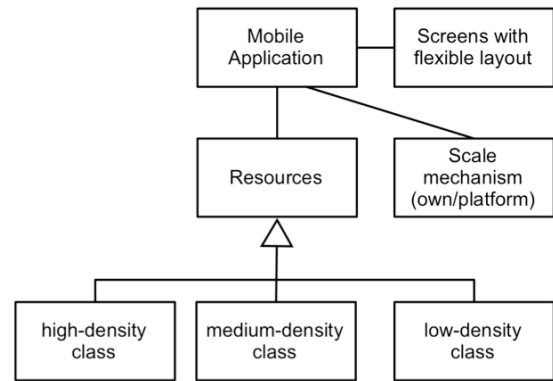 Mobile
Application
Screens with
flexible layout
Resources
Scale
mechanism
(own/platform)
high-density
class
medium-density
class
low-density
class